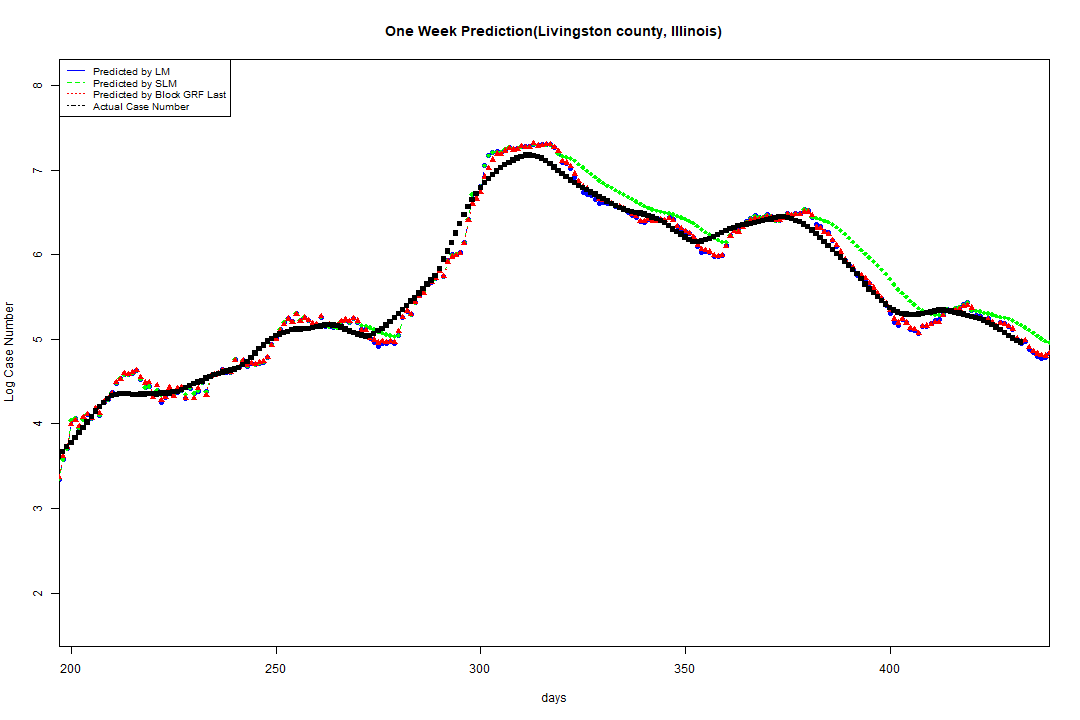 One Week Prediction(Livingston county, Illinois)
Predicted by LM
Predicted by SLM
Predicted by Block GRF Last
Actual Case Number
8
7
6
5
4
3
2
Log Case Number
200 250 300 350 400
days